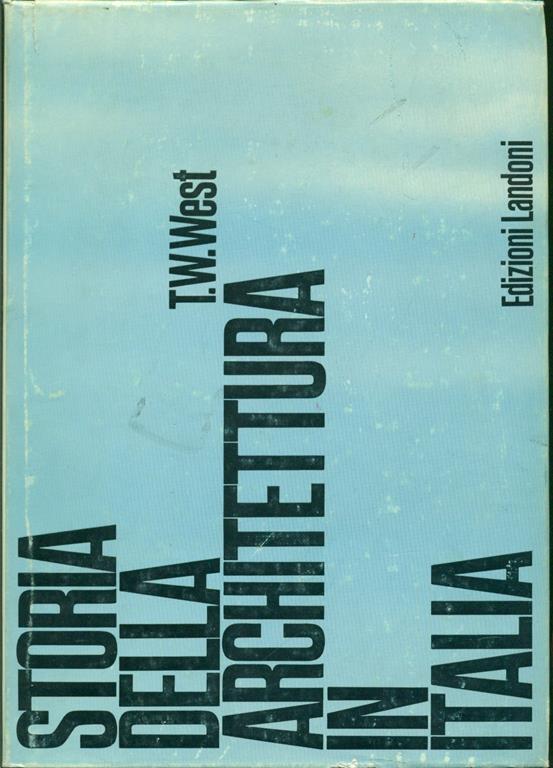 STORIA
DELLA
T.W.West
ARCHITETTURA
IN
ITALIA
Edizioni Landoni